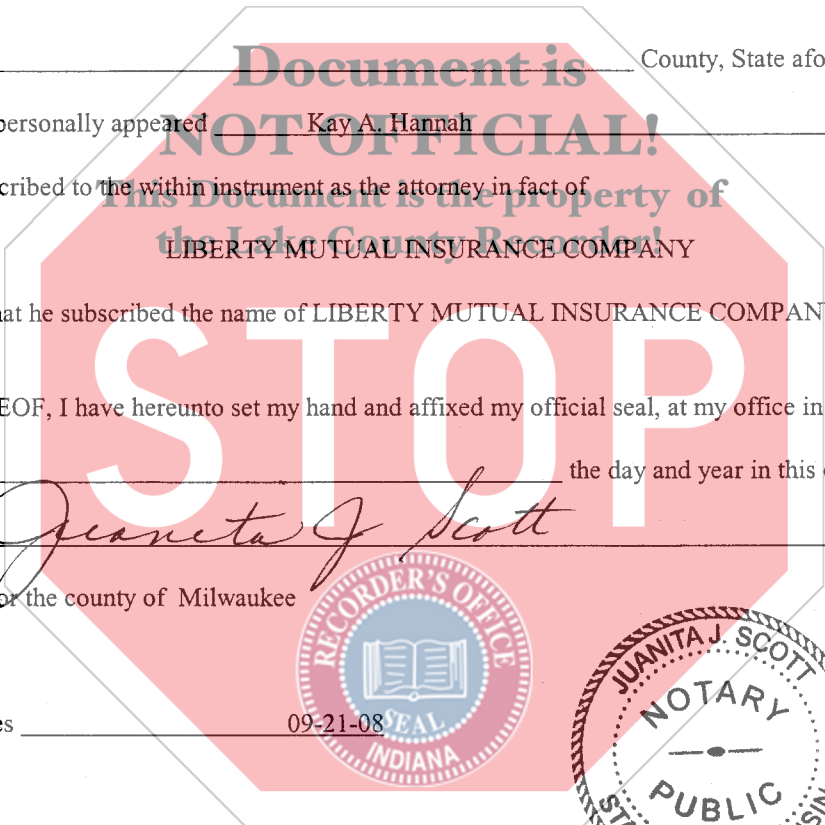 Document is
County, State afo
NOT OFFICIAL!
personally appeared Kay A. Hannah
This Document is the property of
cribed to the within instrument as the attorney in fact of
the Lake County Recorder!
LIBERTY MUTUAL INSURANCE COMPANY
hat he subscribed the name of LIBERTY MUTUAL INSURANCE COMPANY
STOP
EOF, I have hereunto set my hand and affixed my official seal, at my office in
the day and year in this
Juanita J Scott
or the county of Milwaukee
RECORDER'S OFFICE
SEAL
INDIANA
es 09-21-08
JUANITA J. SCOTT
NOTARY
PUBLIC